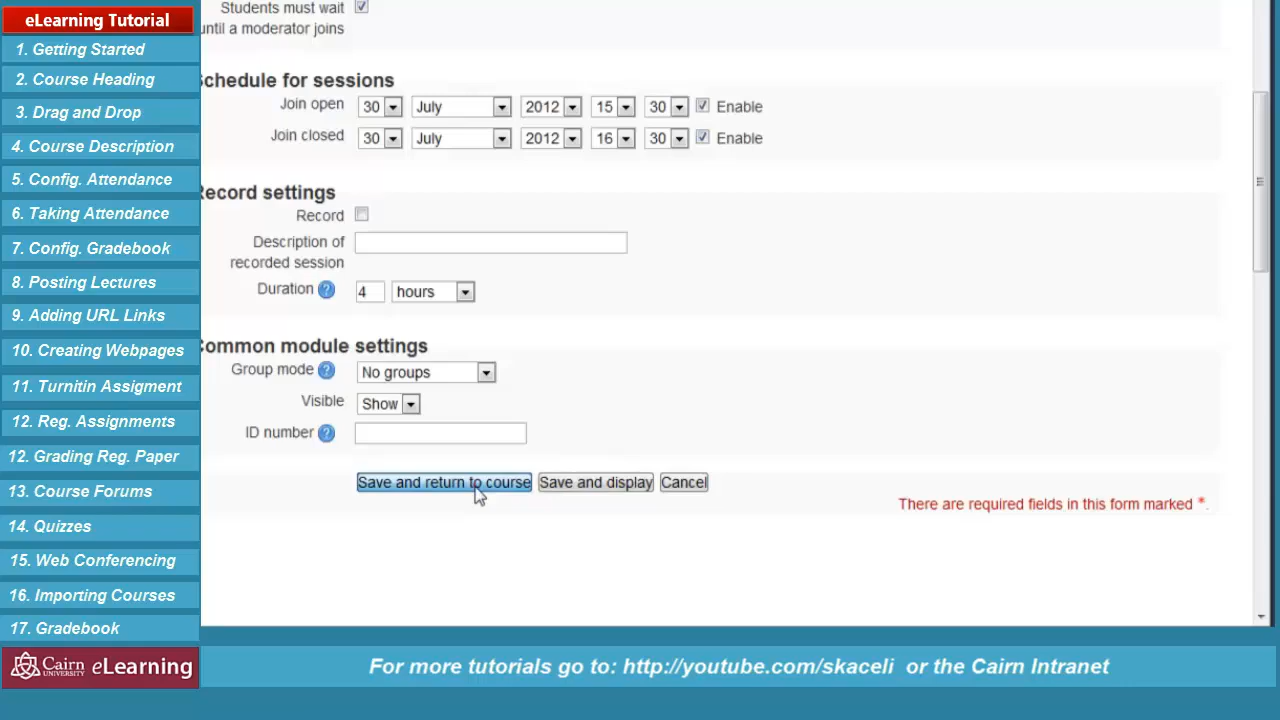 eLearning Tutorial
1. Getting Started
2. Course Heading
3. Drag and Drop
4. Course Description
5. Config. Attendance
6. Taking Attendance
7. Config. Gradebook
8. Posting Lectures
9. Adding URL Links
10. Creating Webpages
11. Turnitin Assigment
12. Reg. Assignments
12. Grading Reg. Paper
13. Course Forums
14. Quizzes
15. Web Conferencing
16. Importing Courses
17. Gradebook
Cairn UNIVERSITY eLearning
Students must wait
until a moderator joins
Schedule for sessions
Join open 30 July 2012 15 30 Enable
Join closed 30 July 2012 16 30 Enable
Record settings
Record
Description of
recorded session
Duration ? 4 hours
Common module settings
Group mode ? No groups
Visible Show
ID number ?
Save and return to course Save and display Cancel
There are required fields in this form marked *.
For more tutorials go to: http://youtube.com/skaceli or the Cairn Intranet